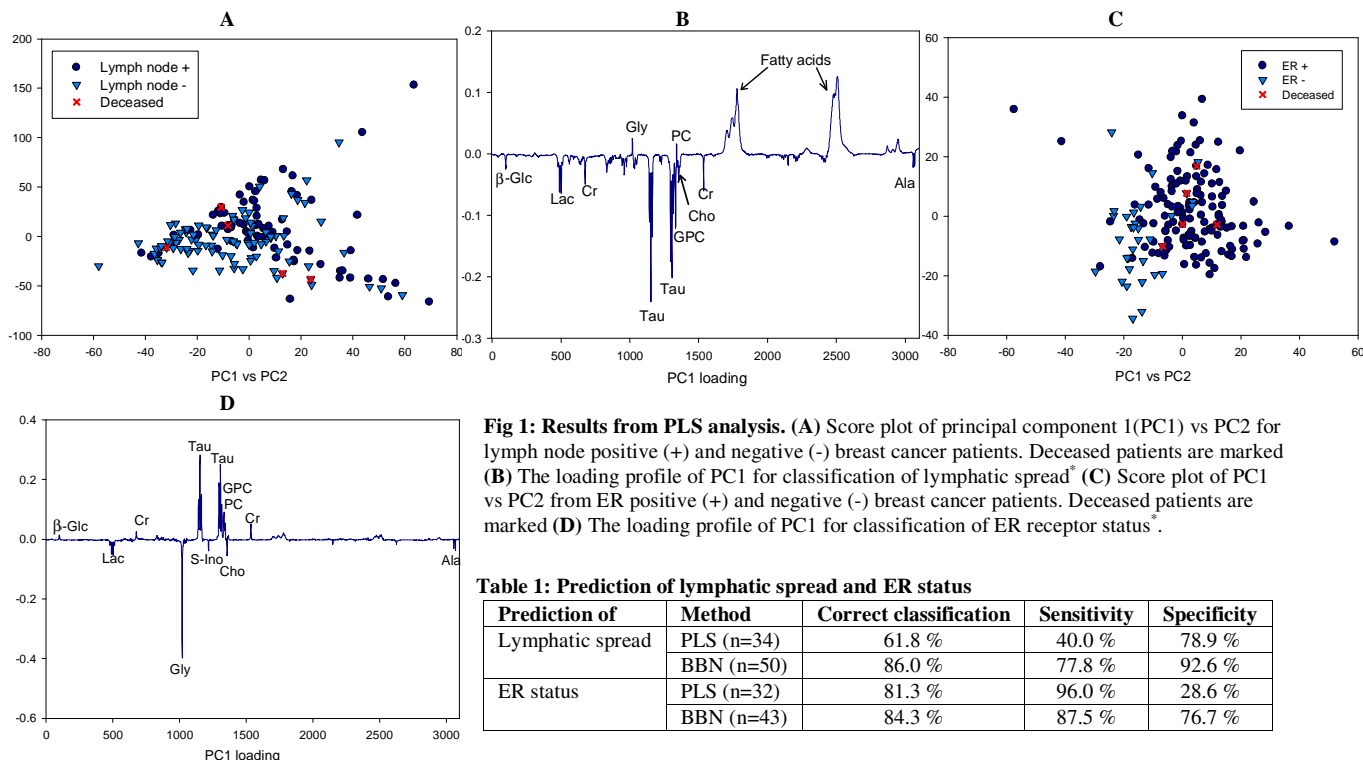 A
200
150
100
50
0
-50
-100
-80 -60 -40 -20 0 20 40 60 80
PC1 vs PC2
Lymph node +
Lymph node -
Deceased
B
0.2
0.1
0.0
-0.1
-0.2
-0.3
0 500 1000 1500 2000 2500 3000
PC1 loading
Fatty acids
Gly
PC
β-Glc
Lac
Cr
Cr
Cho
GPC
Tau
Tau
Ala
C
60
40
20
0
-20
-40
-80 -60 -40 -20 0 20 40 60
PC1 vs PC2
ER +
ER -
Deceased
D
0.4
0.2
0.0
-0.2
-0.4
-0.6
0 500 1000 1500 2000 2500 3000
PC1 loading
Tau
Tau
GPC
PC
β-Glc
Cr
Cr
Lac
S-Ino
Cho
Ala
Gly
Fig 1: Results from PLS analysis. (A) Score plot of principal component 1(PC1) vs PC2 for
lymph node positive (+) and negative (-) breast cancer patients. Deceased patients are marked
(B) The loading profile of PC1 for classification of lymphatic spread* (C) Score plot of PC1
vs PC2 from ER positive (+) and negative (-) breast cancer patients. Deceased patients are
marked (D) The loading profile of PC1 for classification of ER receptor status*.
Table 1: Prediction of lymphatic spread and ER status
Prediction of Method Correct classification Sensitivity Specificity
Lymphatic spread PLS (n=34) 61.8 % 40.0 % 78.9 %
BBN (n=50) 86.0 % 77.8 % 92.6 %
ER status PLS (n=32) 81.3 % 96.0 % 28.6 %
BBN (n=43) 84.3 % 87.5 % 76.7 %